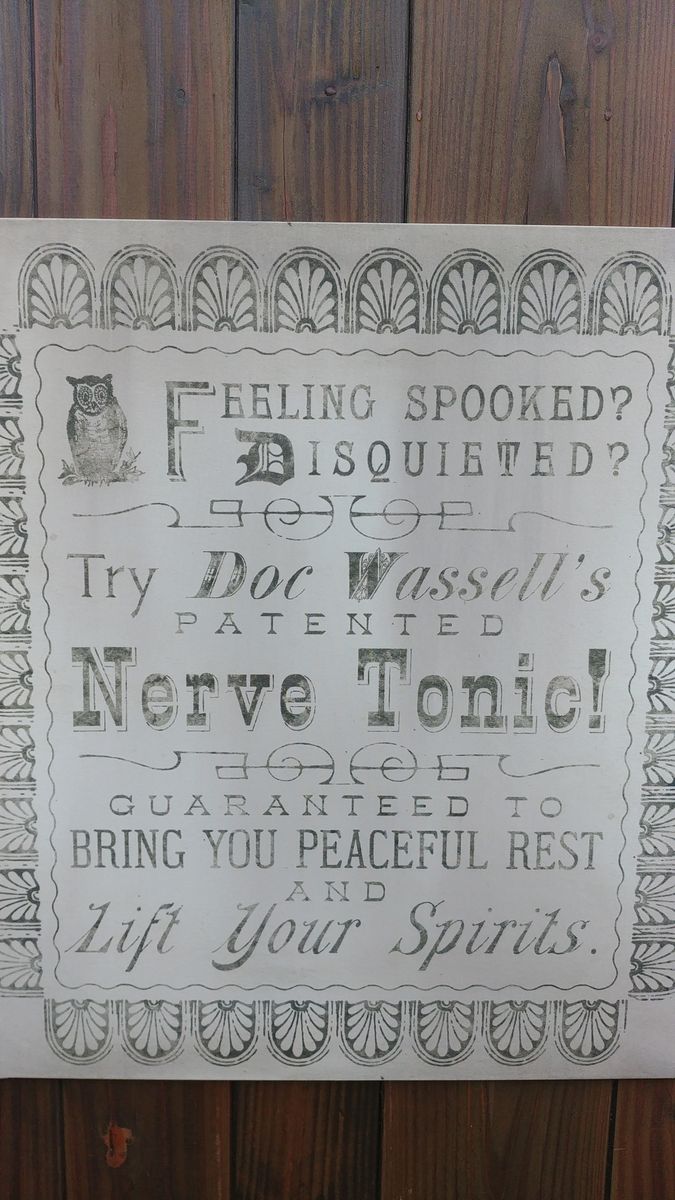 FEELING SPOOKED?
DISQUIETED?
Try Doc Wassell's
PATENTED
Nerve Tonic!
GUARANTEED TO
BRING YOU PEACEFUL REST
AND
Lift Your Spirits.